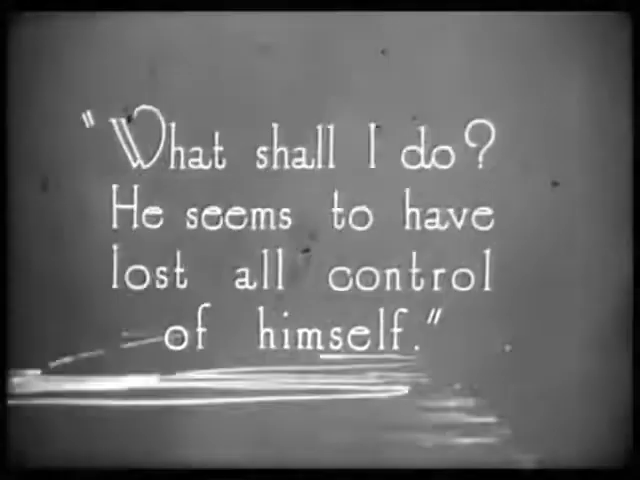 "What shall I do?
He seems to have
lost all control
of himself."